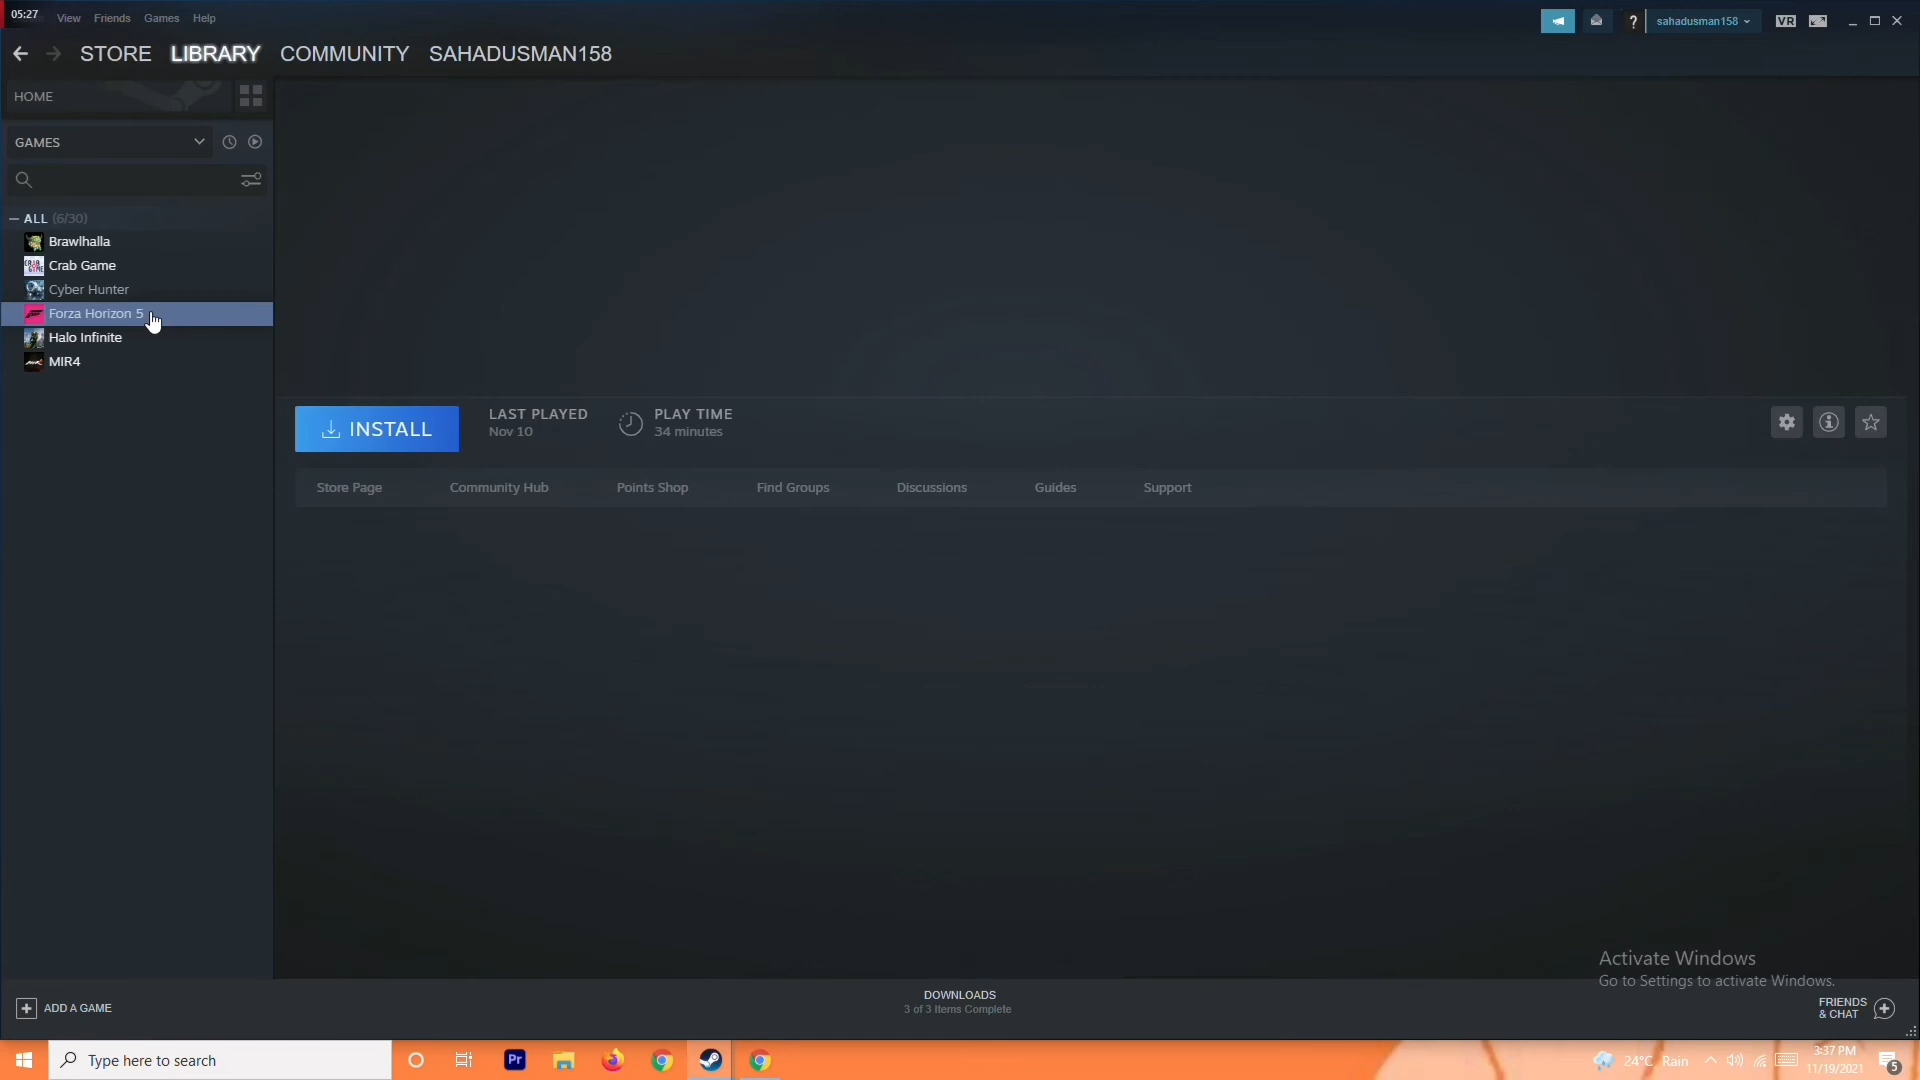 05:27
View Friends Games Help
sahadusman158
VR
STORE LIBRARY COMMUNITY SAHADUSMAN158
HOME
GAMES
ALL (6/30)
Brawlhalla
Crab Game
Cyber Hunter
Forza Horizon 5
Halo Infinite
MIR4
INSTALL
LAST PLAYED
Nov 10
PLAY TIME
34 minutes
Store Page Community Hub Points Shop Find Groups Discussions Guides Support
Activate Windows
Go to Settings to activate Windows.
ADD A GAME
DOWNLOADS
3 of 3 Items Complete
FRIENDS
& CHAT
Type here to search
Pr
24°C Rain
3:37 PM
11/19/2021
5